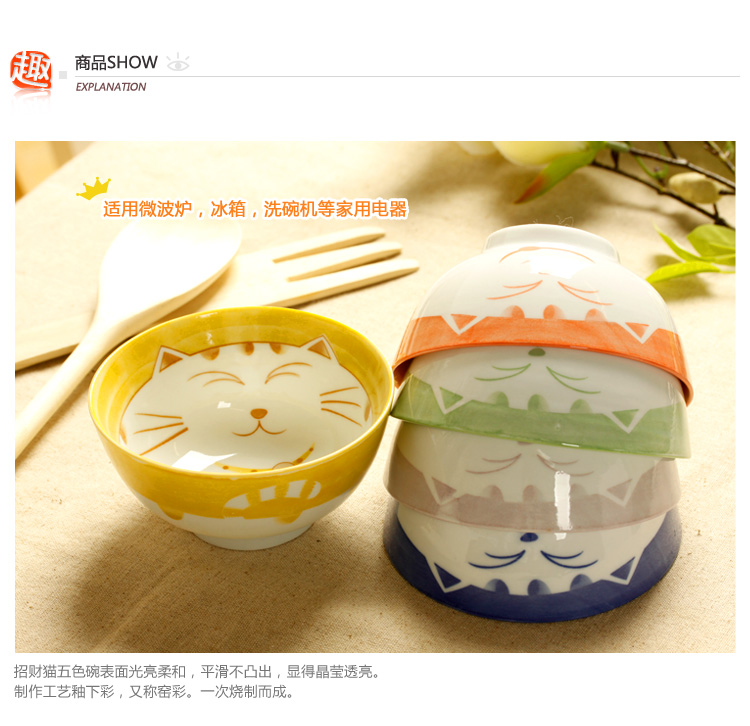 趣
商品SHOW
EXPLANATION
适用微波炉，冰箱，洗碗机等家用电器
招财猫五色碗表面光亮柔和，平滑不凸出，显得晶莹透亮。
制作工艺釉下彩，又称窑彩。一次烧制而成。